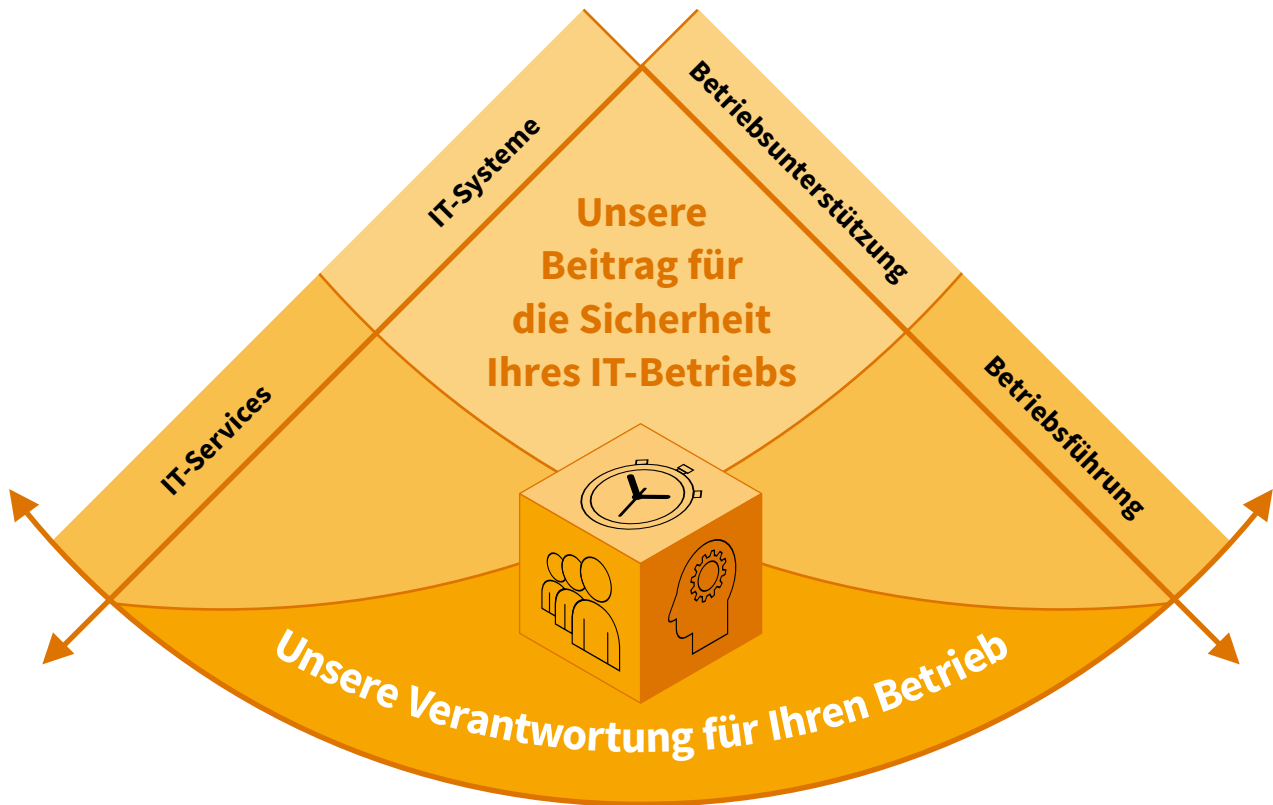 IT-Systeme
Betriebsunterstützung
Unsere
Beitrag für
die Sicherheit
Ihres IT-Betriebs
IT-Services
Betriebsführung
Unsere Verantwortung für Ihren Betrieb